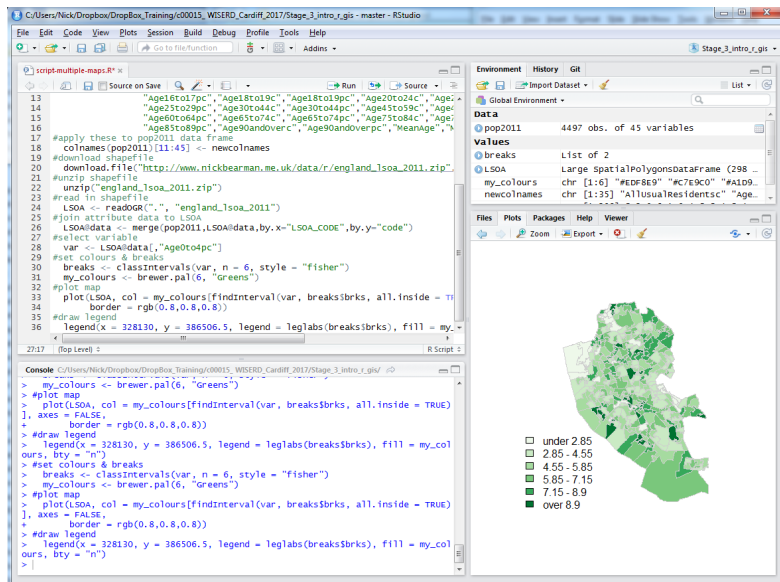 C:/Users/Nick/Dropbox/DropBox_Training/c00015_ WISERD_Cardiff_2017/Stage_3_intro_r_gis - master - RStudio
File Edit Code View Plots Session Build Debug Profile Tools Help
Go to file/function Addins Stage_3_intro_r_gis
script-multiple-maps.R*
Source on Save Run Source
13 "Age16to17pc","Age18to19c","Age18to19pc","Age20to24c","Age2
14 "Age25to29pc","Age30to44c","Age30to44pc","Age45to59c","Age4
15 "Age60to64pc","Age65to74c","Age65to74pc","Age75to84c","Age7
16 "Age85to89pc","Age90andOverc","Age90andOverpc","MeanAge","M
17 #apply these to pop2011 data frame
18 colnames(pop2011)[11:45] <- newcolnames
19 #download shapefile
20 download.file("http://www.nickbearman.me.uk/data/r/england_lsoa_2011.zip",
21 #unzip shapefile
22 unzip("england_lsoa_2011.zip")
23 #read in shapefile
24 LSOA <- readOGR(".", "england_lsoa_2011")
25 #join attribute data to LSOA
26 LSOA@data <- merge(pop2011,LSOA@data,by.x="LSOA_CODE",by.y="code")
27 #select variable
28 var <- LSOA@data[,"Age0to4pc"]
29 #set colours & breaks
30 breaks <- classIntervals(var, n = 6, style = "fisher")
31 my_colours <- brewer.pal(6, "Greens")
32 #plot map
33 plot(LSOA, col = my_colours[findInterval(var, breaks$brks, all.inside = TR
34 border = rgb(0.8,0.8,0.8))
35 #draw legend
36 legend(x = 328130, y = 386506.5, legend = leglabs(breaks$brks), fill = my_
27:17 (Top Level) R Script
Console C:/Users/Nick/Dropbox/DropBox_Training/c00015_ WISERD_Cardiff_2017/Stage_3_intro_r_gis/
> my_colours <- brewer.pal(6, "Greens")
> #plot map
> plot(LSOA, col = my_colours[findInterval(var, breaks$brks, all.inside = TRUE)
], axes = FALSE,
+ border = rgb(0.8,0.8,0.8))
> #draw legend
> legend(x = 328130, y = 386506.5, legend = leglabs(breaks$brks), fill = my_col
ours, bty = "n")
> #set colours & breaks
> breaks <- classIntervals(var, n = 6, style = "fisher")
> my_colours <- brewer.pal(6, "Greens")
> #plot map
> plot(LSOA, col = my_colours[findInterval(var, breaks$brks, all.inside = TRUE)
], axes = FALSE,
+ border = rgb(0.8,0.8,0.8))
> #draw legend
> legend(x = 328130, y = 386506.5, legend = leglabs(breaks$brks), fill = my_col
ours, bty = "n")
>
Environment History Git
Import Dataset List
Global Environment
Data
pop2011 4497 obs. of 45 variables
Values
breaks List of 2
LSOA Large SpatialPolygonsDataFrame (298 …
my_colours chr [1:6] "#EDF8E9" "#C7E9C0" "#A1D9…
newcolnames chr [1:35] "AllUsualResidentsc" "Age…
Files Plots Packages Help Viewer
Zoom Export
under 2.85
2.85 - 4.55
4.55 - 5.85
5.85 - 7.15
7.15 - 8.9
over 8.9